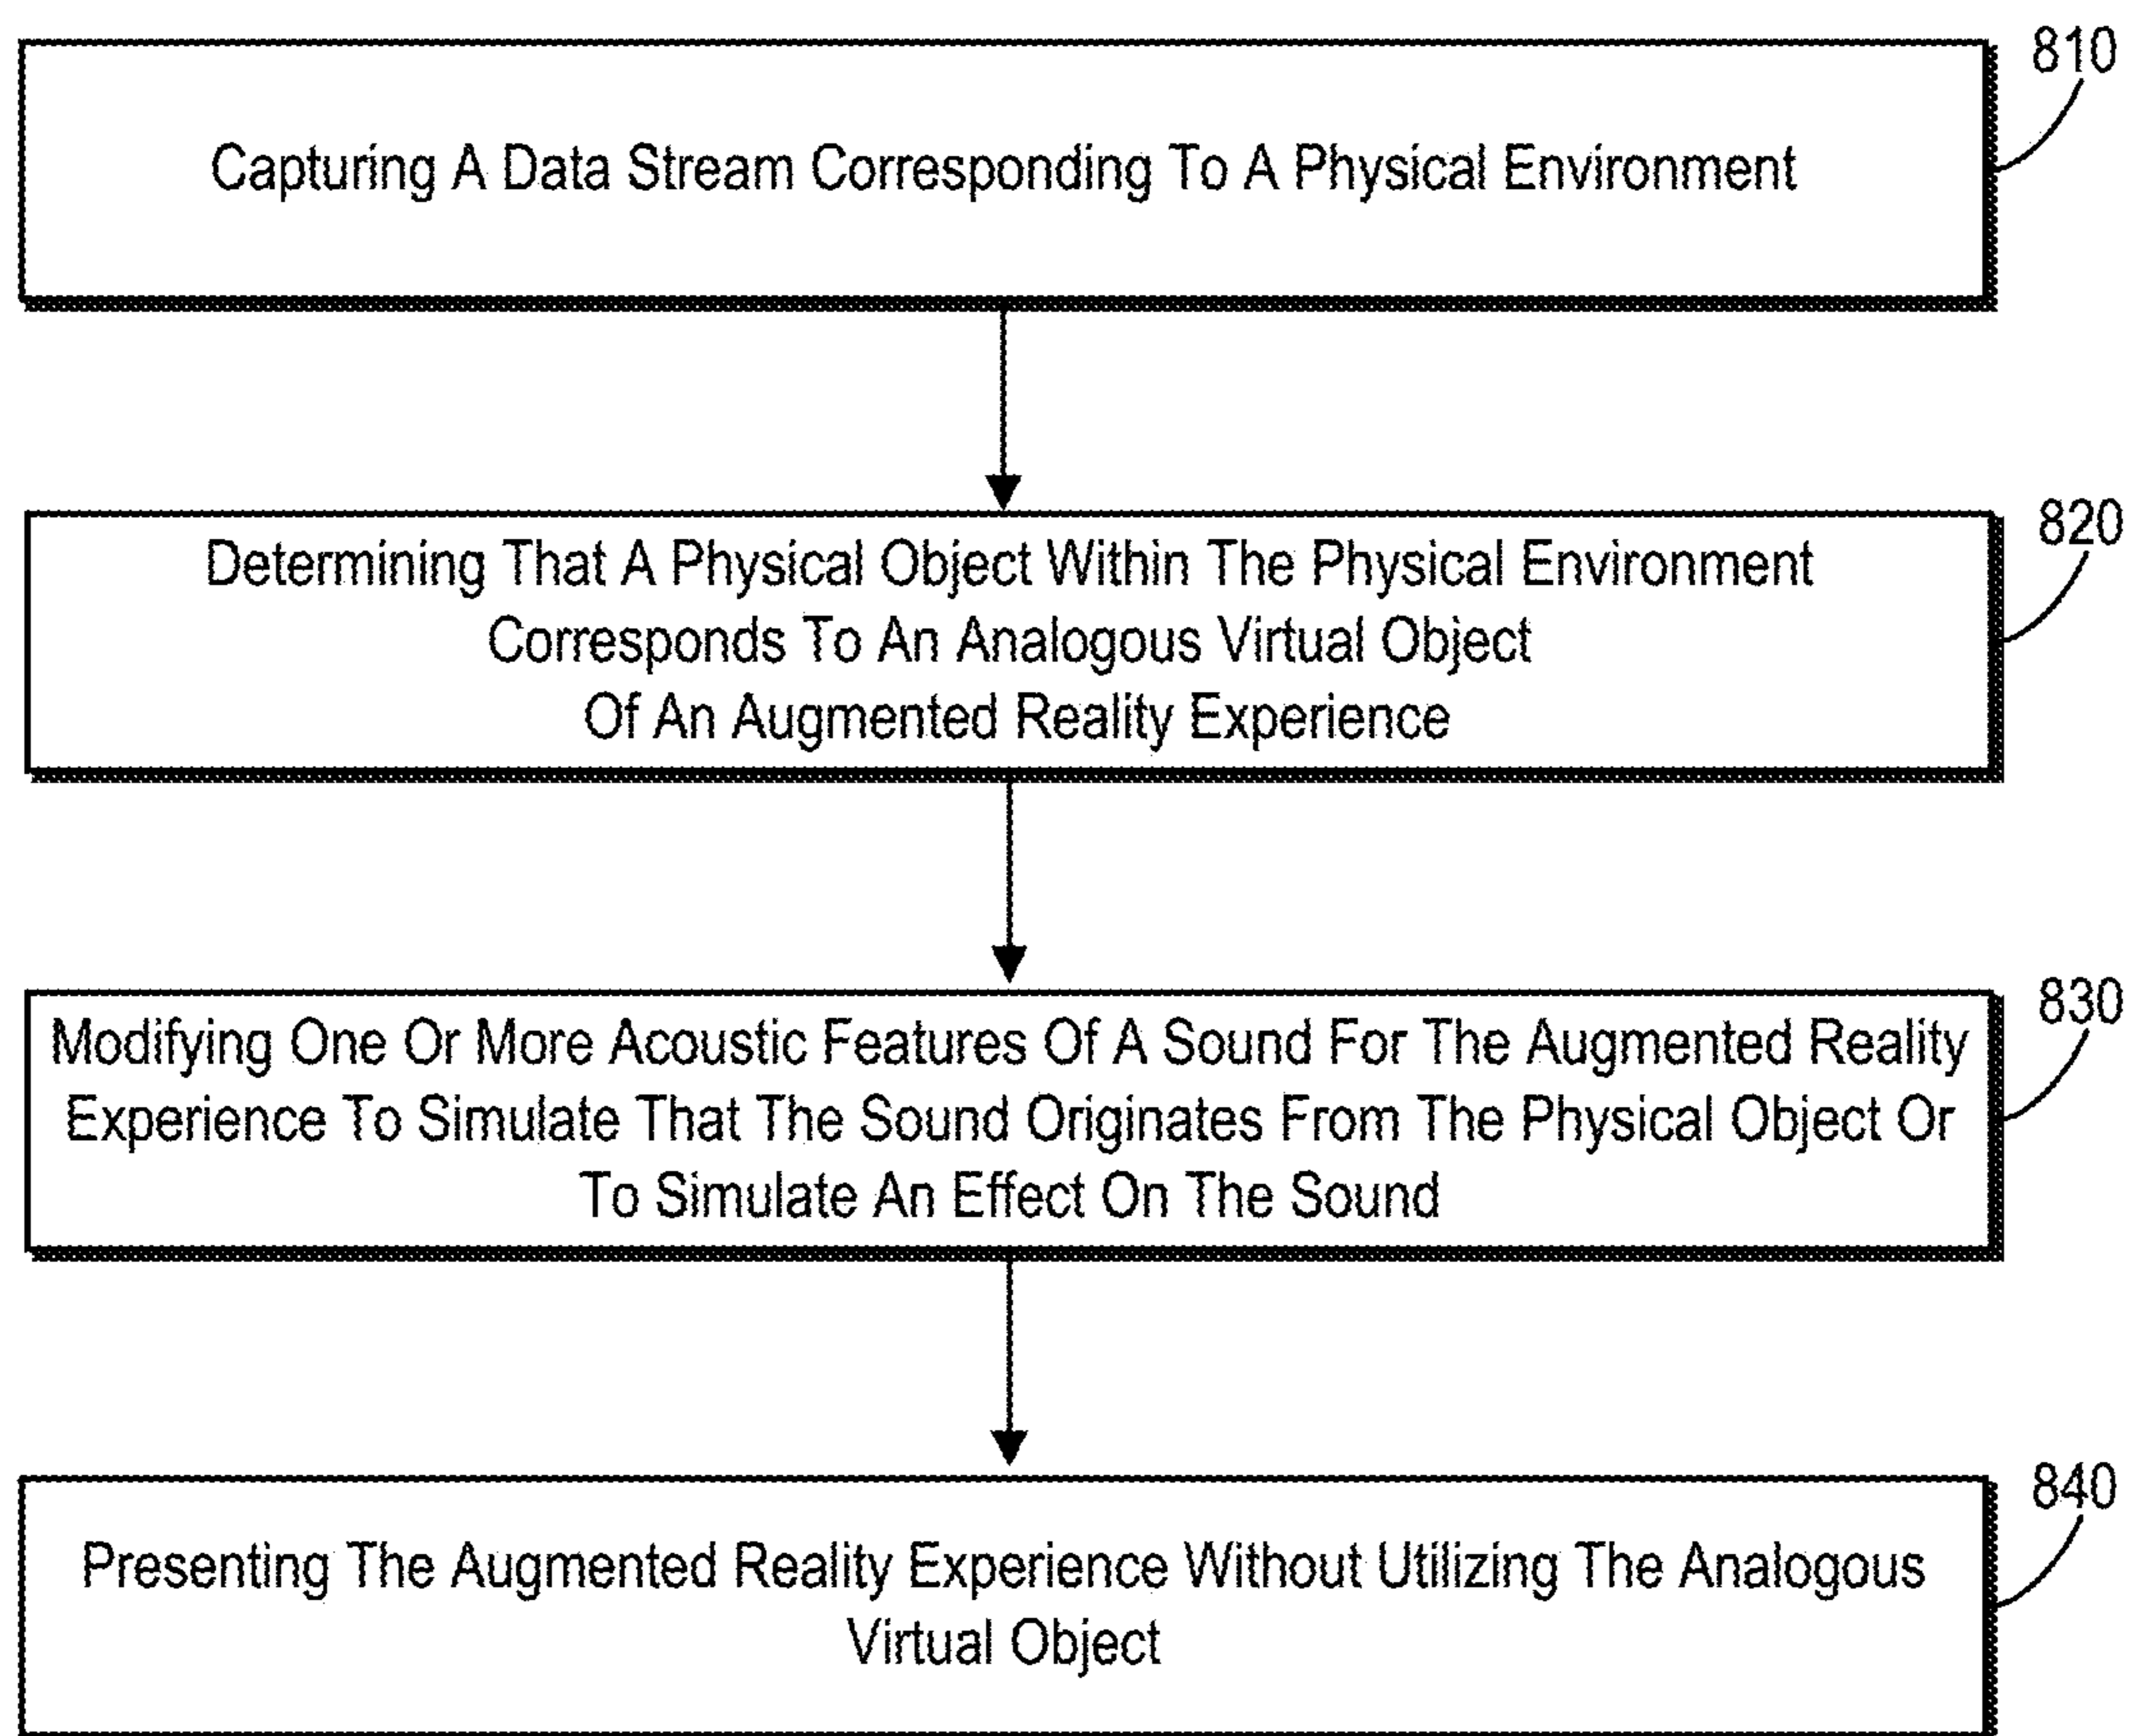 810
Capturing A Data Stream Corresponding To A Physical Environment
820
Determining That A Physical Object Within The Physical Environment
Corresponds To An Analogous Virtual Object
Of An Augmented Reality Experience
830
Modifying One Or More Acoustic Features Of A Sound For The Augmented Reality
Experience To Simulate That The Sound Originates From The Physical Object Or
To Simulate An Effect On The Sound
840
Presenting The Augmented Reality Experience Without Utilizing The Analogous
Virtual Object